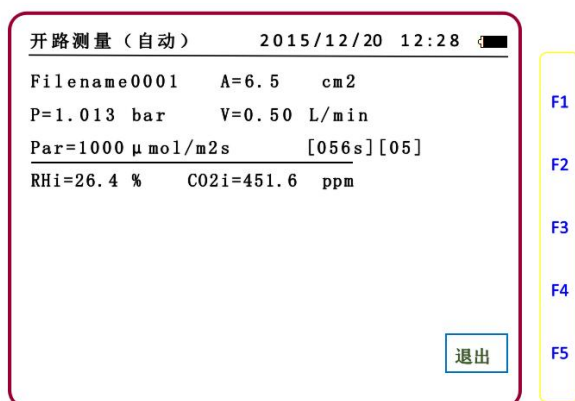 开路测量（自动） 2015/12/20 12:28
Filename0001 A=6.5 cm2
P=1.013 bar V=0.50 L/min
Par=1000μmol/m2s [056s][05]
RHi=26.4 % CO2i=451.6 ppm
退出
F1
F2
F3
F4
F5